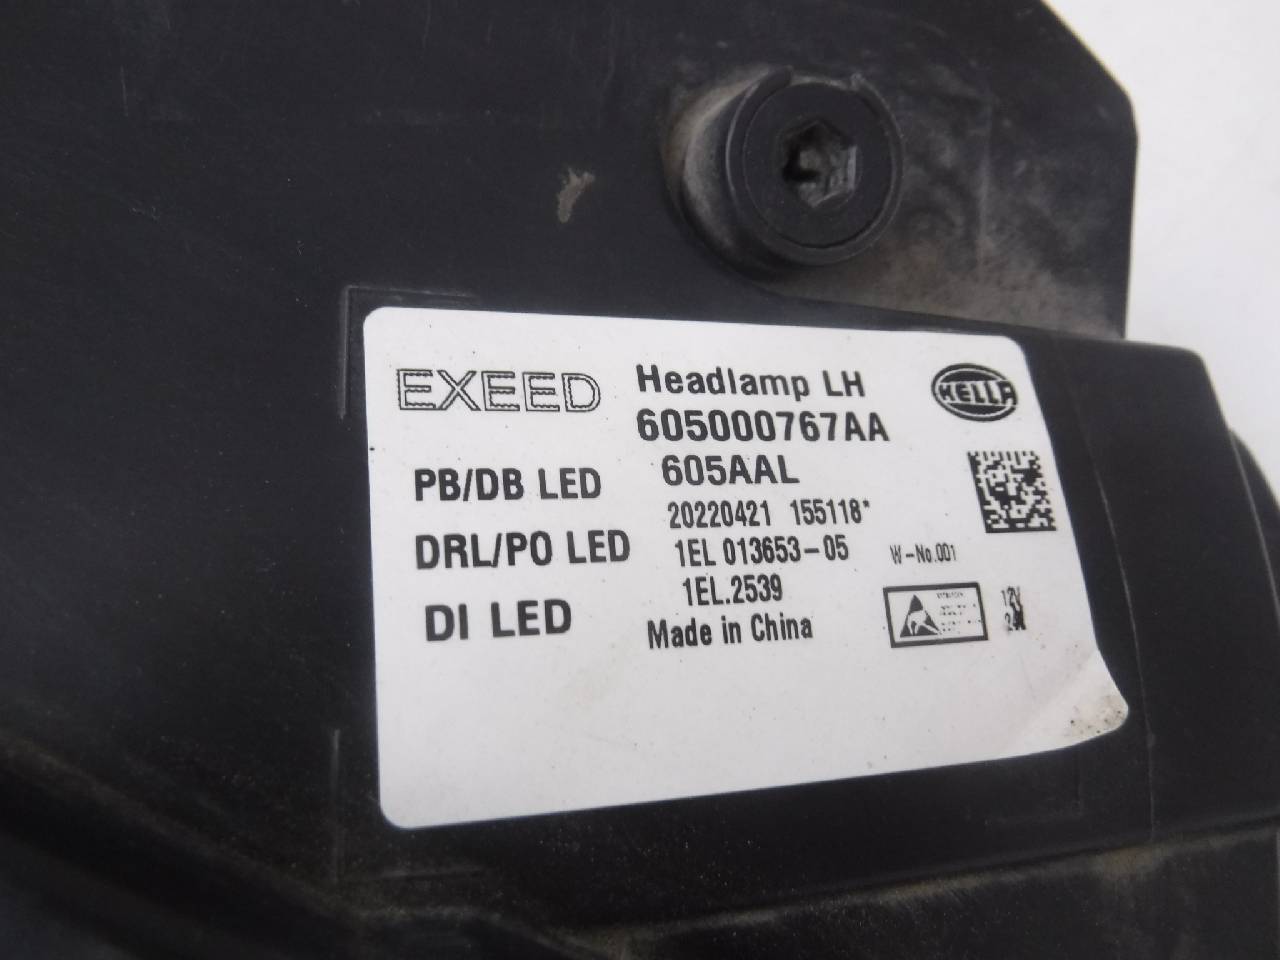 EXEED
Headlamp LH
HELLA
605000767AA
PB/DB LED
605AAL
20220421 155118*
DRL/PO LED
1EL 013653-05
W-No.001
DI LED
1EL.2539
12V
Made in China